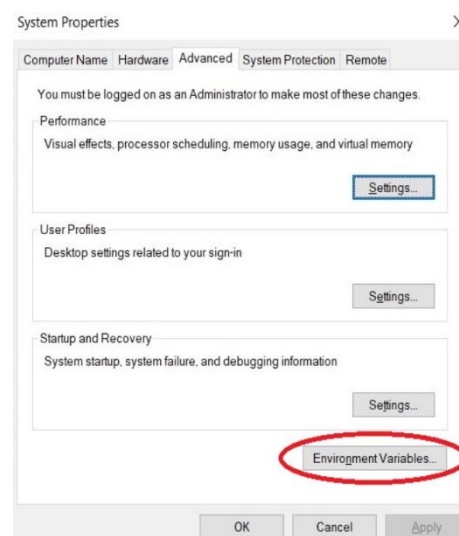 System Properties
Computer Name Hardware Advanced System Protection Remote
You must be logged on as an Administrator to make most of these changes.
Performance
Visual effects, processor scheduling, memory usage, and virtual memory
Settings...
User Profiles
Desktop settings related to your sign-in
Settings...
Startup and Recovery
System startup, system failure, and debugging information
Settings...
Environment Variables...
OK Cancel Apply